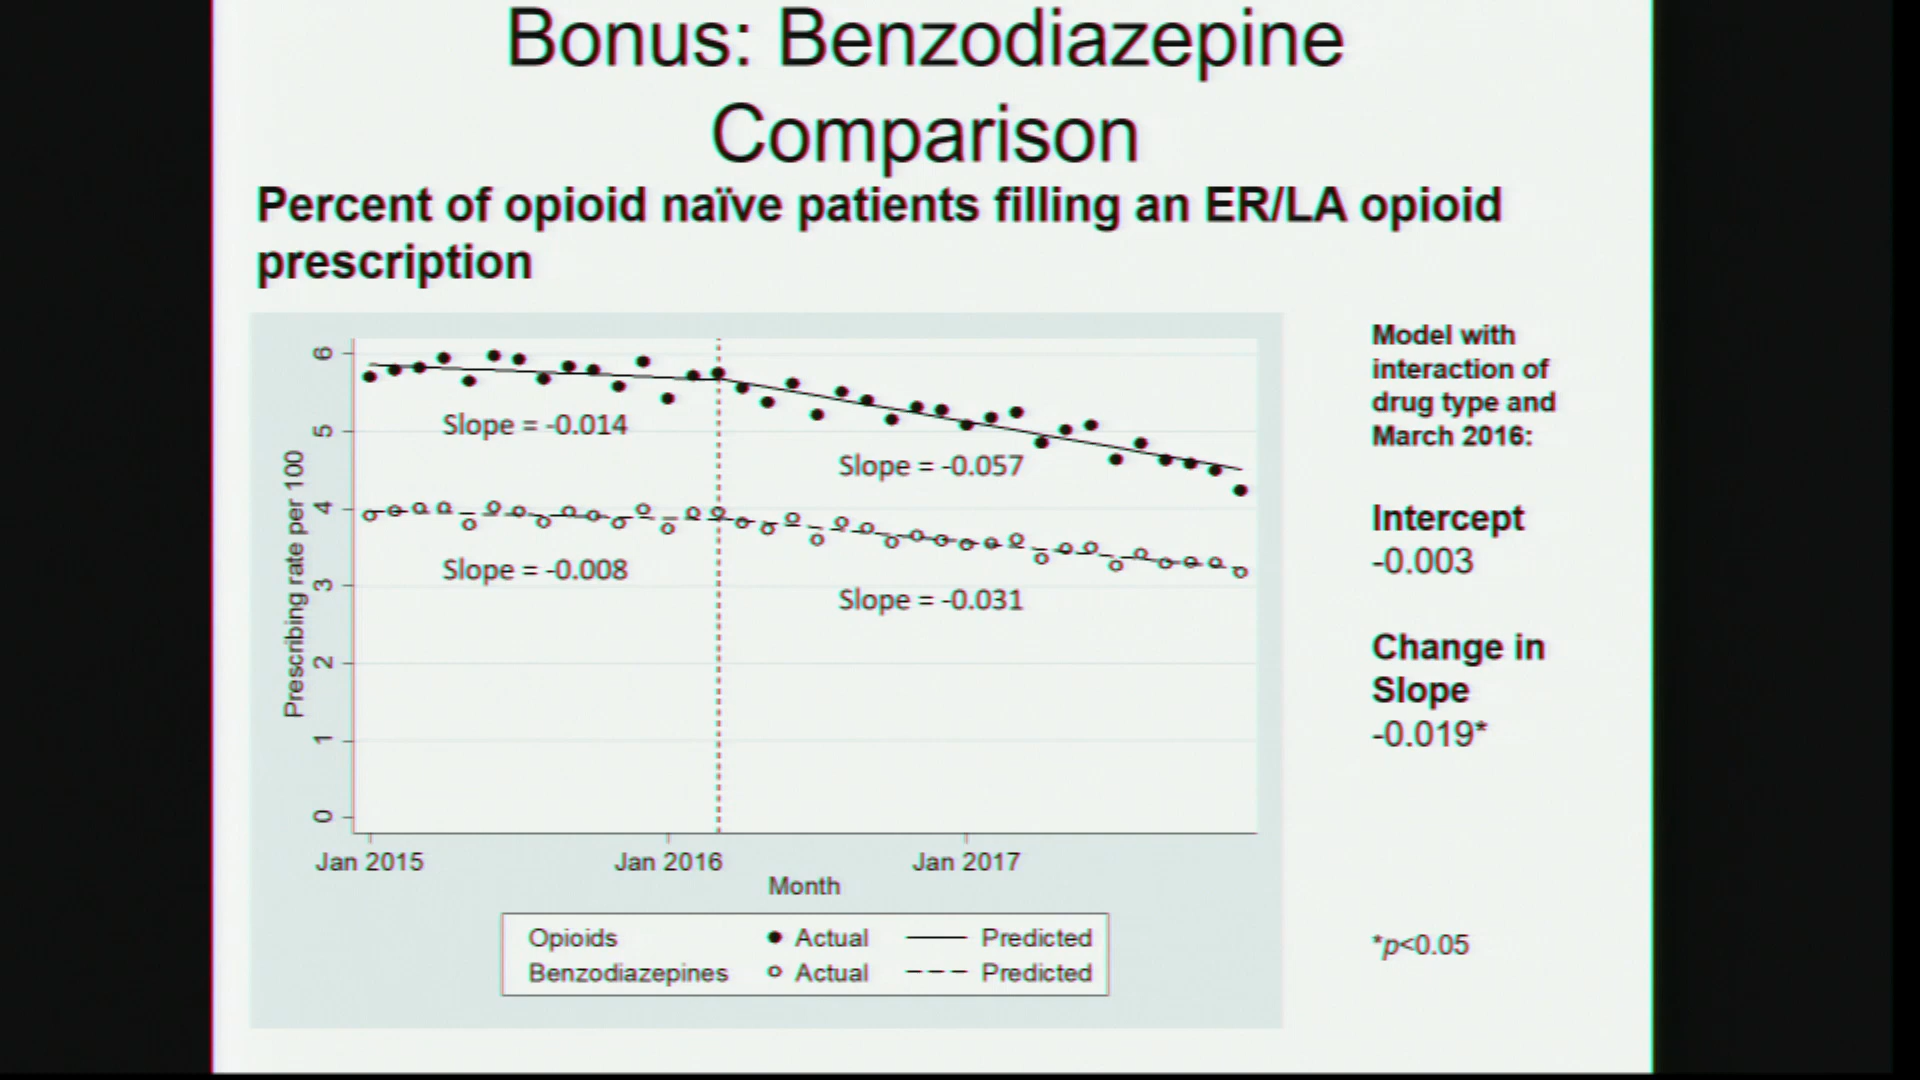 Bonus: Benzodiazepine
Comparison
Percent of opioid naïve patients filling an ER/LA opioid
prescription
Prescribing rate per 100
6
5
4
3
2
1
0
Slope = -0.014
Slope = -0.057
Slope = -0.008
Slope = -0.031
Jan 2015
Jan 2016
Jan 2017
Month
Opioids
Actual
Predicted
Benzodiazepines
Actual
Predicted
Model with
interaction of
drug type and
March 2016:
Intercept
-0.003
Change in
Slope
-0.019*
*p<0.05